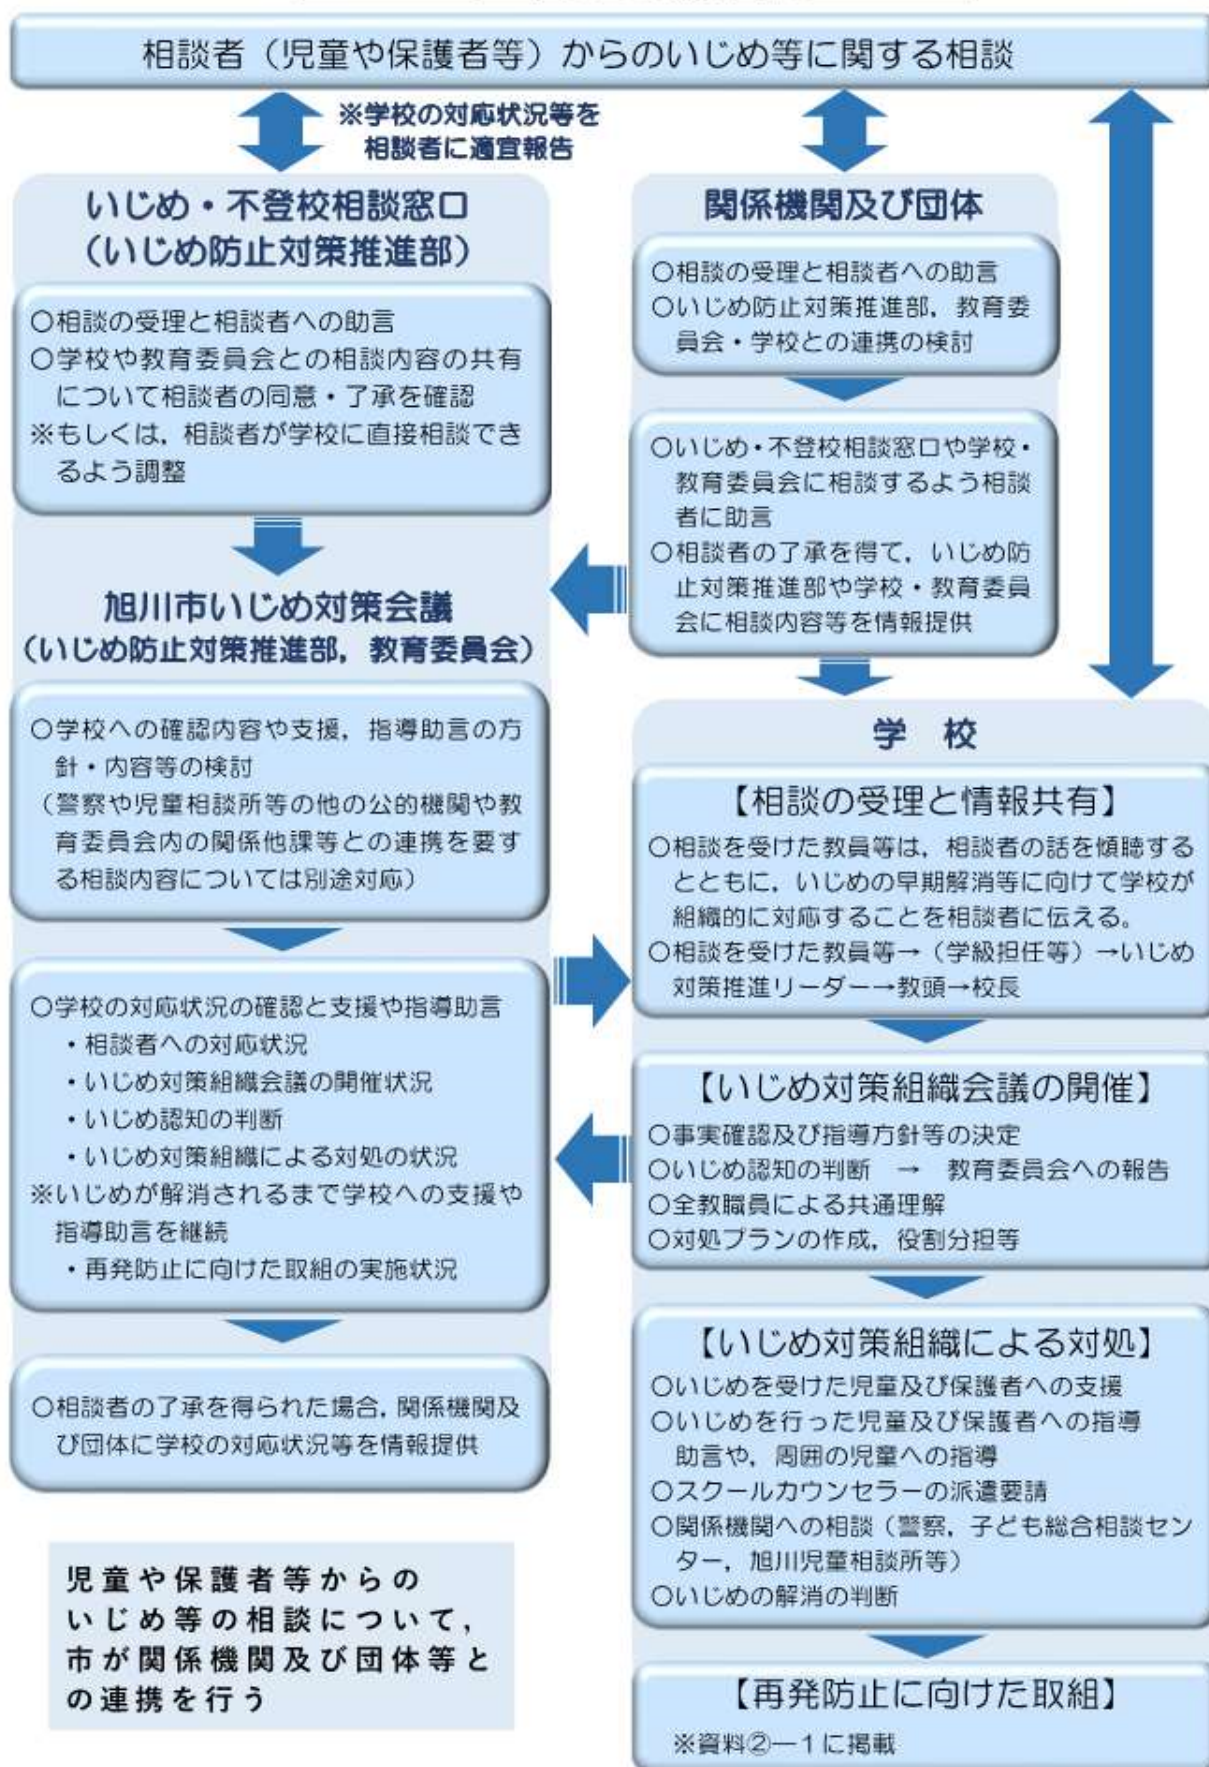 相談者（児童や保護者等）からのいじめ等に関する相談
※学校の対応状況等を
相談者に適宜報告
いじめ・不登校相談窓口
（いじめ防止対策推進部）
〇相談の受理と相談者への助言
〇学校や教育委員会との相談内容の共有
について相談者の同意・了承を確認
※もしくは，相談者が学校に直接相談でき
るよう調整
旭川市いじめ対策会議
（いじめ防止対策推進部，教育委員会）
〇学校への確認内容や支援，指導助言の方
針・内容等の検討
（警察や児童相談所等の他の公的機関や教
育委員会内の関係他課等との連携を要す
る相談内容については別途対応）
〇学校の対応状況の確認と支援や指導助言
・相談者への対応状況
・いじめ対策組織会議の開催状況
・いじめ認知の判断
・いじめ対策組織による対処の状況
※いじめが解消されるまで学校への支援や
指導助言を継続
・再発防止に向けた取組の実施状況
〇相談者の了承を得られた場合，関係機関及
び団体に学校の対応状況等を情報提供
児童や保護者等からの
いじめ等の相談について，
市が関係機関及び団体等と
の連携を行う
関係機関及び団体
〇相談の受理と相談者への助言
〇いじめ防止対策推進部，教育委
員会・学校との連携の検討
〇いじめ・不登校相談窓口や学校・
教育委員会に相談するよう相談
者に助言
〇相談者の了承を得て，いじめ防
止対策推進部や学校・教育委員
会に相談内容等を情報提供
学　校
【相談の受理と情報共有】
〇相談を受けた教員等は，相談者の話を傾聴する
とともに，いじめの早期解消等に向けて学校が
組織的に対応することを相談者に伝える。
〇相談を受けた教員等→（学級担任等）→いじめ
対策推進リーダー→教頭→校長
【いじめ対策組織会議の開催】
〇事実確認及び指導方針等の決定
〇いじめ認知の判断　→　教育委員会への報告
〇全教職員による共通理解
〇対処プランの作成，役割分担等
【いじめ対策組織による対処】
〇いじめを受けた児童及び保護者への支援
〇いじめを行った児童及び保護者への指導
助言や，周囲の児童への指導
〇スクールカウンセラーの派遣要請
〇関係機関への相談（警察，子ども総合相談セン
ター，旭川児童相談所等）
〇いじめの解消の判断
【再発防止に向けた取組】
※資料②―１に掲載